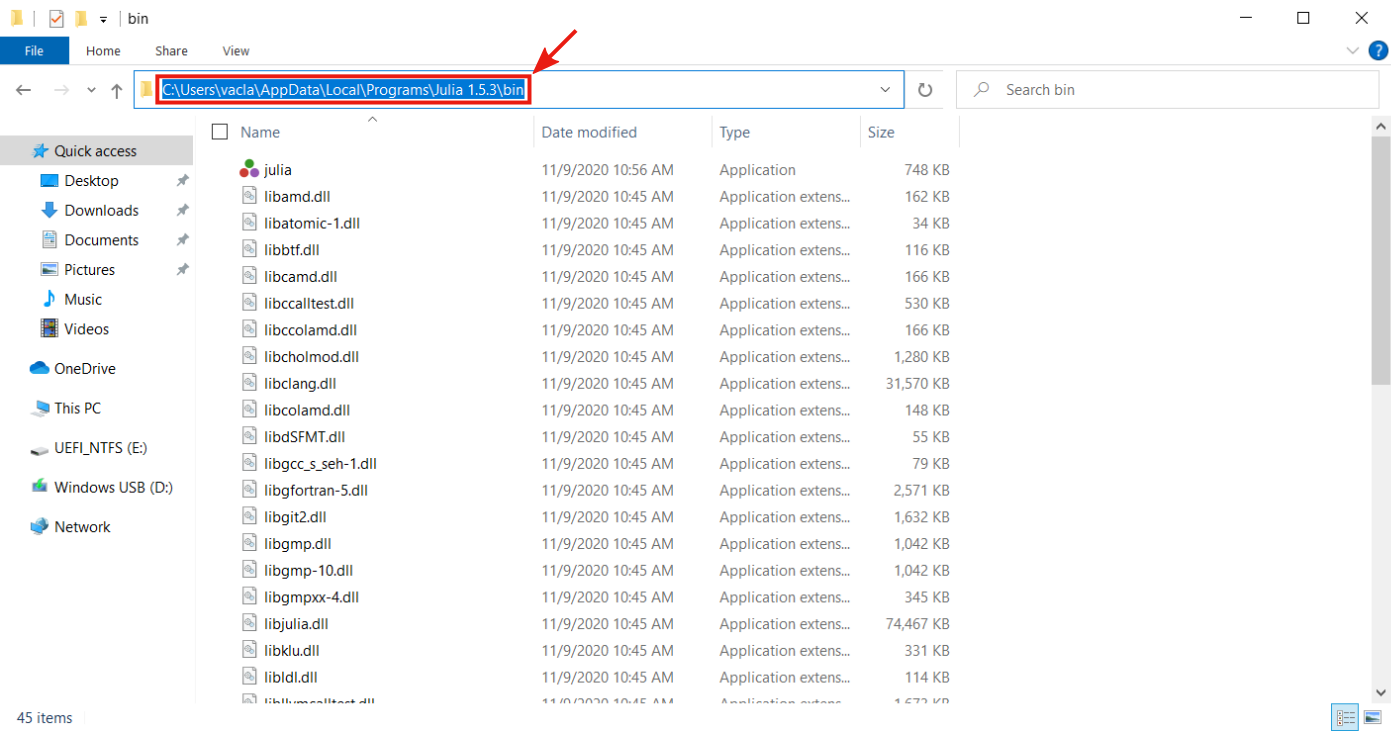 bin
File Home Share View
C:\Users\vacla\AppData\Local\Programs\Julia 1.5.3\bin
Search bin
Name Date modified Type Size
Quick access
Desktop
Downloads
Documents
Pictures
Music
Videos
OneDrive
This PC
UEFI_NTFS (E:)
Windows USB (D:)
Network
julia 11/9/2020 10:56 AM Application 748 KB
libamd.dll 11/9/2020 10:45 AM Application extens... 162 KB
libatomic-1.dll 11/9/2020 10:45 AM Application extens... 34 KB
libbtf.dll 11/9/2020 10:45 AM Application extens... 116 KB
libcamd.dll 11/9/2020 10:45 AM Application extens... 166 KB
libccalltest.dll 11/9/2020 10:45 AM Application extens... 530 KB
libccolamd.dll 11/9/2020 10:45 AM Application extens... 166 KB
libcholmod.dll 11/9/2020 10:45 AM Application extens... 1,280 KB
libclang.dll 11/9/2020 10:45 AM Application extens... 31,570 KB
libcolamd.dll 11/9/2020 10:45 AM Application extens... 148 KB
libdSFMT.dll 11/9/2020 10:45 AM Application extens... 55 KB
libgcc_s_seh-1.dll 11/9/2020 10:45 AM Application extens... 79 KB
libgfortran-5.dll 11/9/2020 10:45 AM Application extens... 2,571 KB
libgit2.dll 11/9/2020 10:45 AM Application extens... 1,632 KB
libgmp.dll 11/9/2020 10:45 AM Application extens... 1,042 KB
libgmp-10.dll 11/9/2020 10:45 AM Application extens... 1,042 KB
libgmpxx-4.dll 11/9/2020 10:45 AM Application extens... 345 KB
libjulia.dll 11/9/2020 10:45 AM Application extens... 74,467 KB
libklu.dll 11/9/2020 10:45 AM Application extens... 331 KB
libldl.dll 11/9/2020 10:45 AM Application extens... 114 KB
45 items